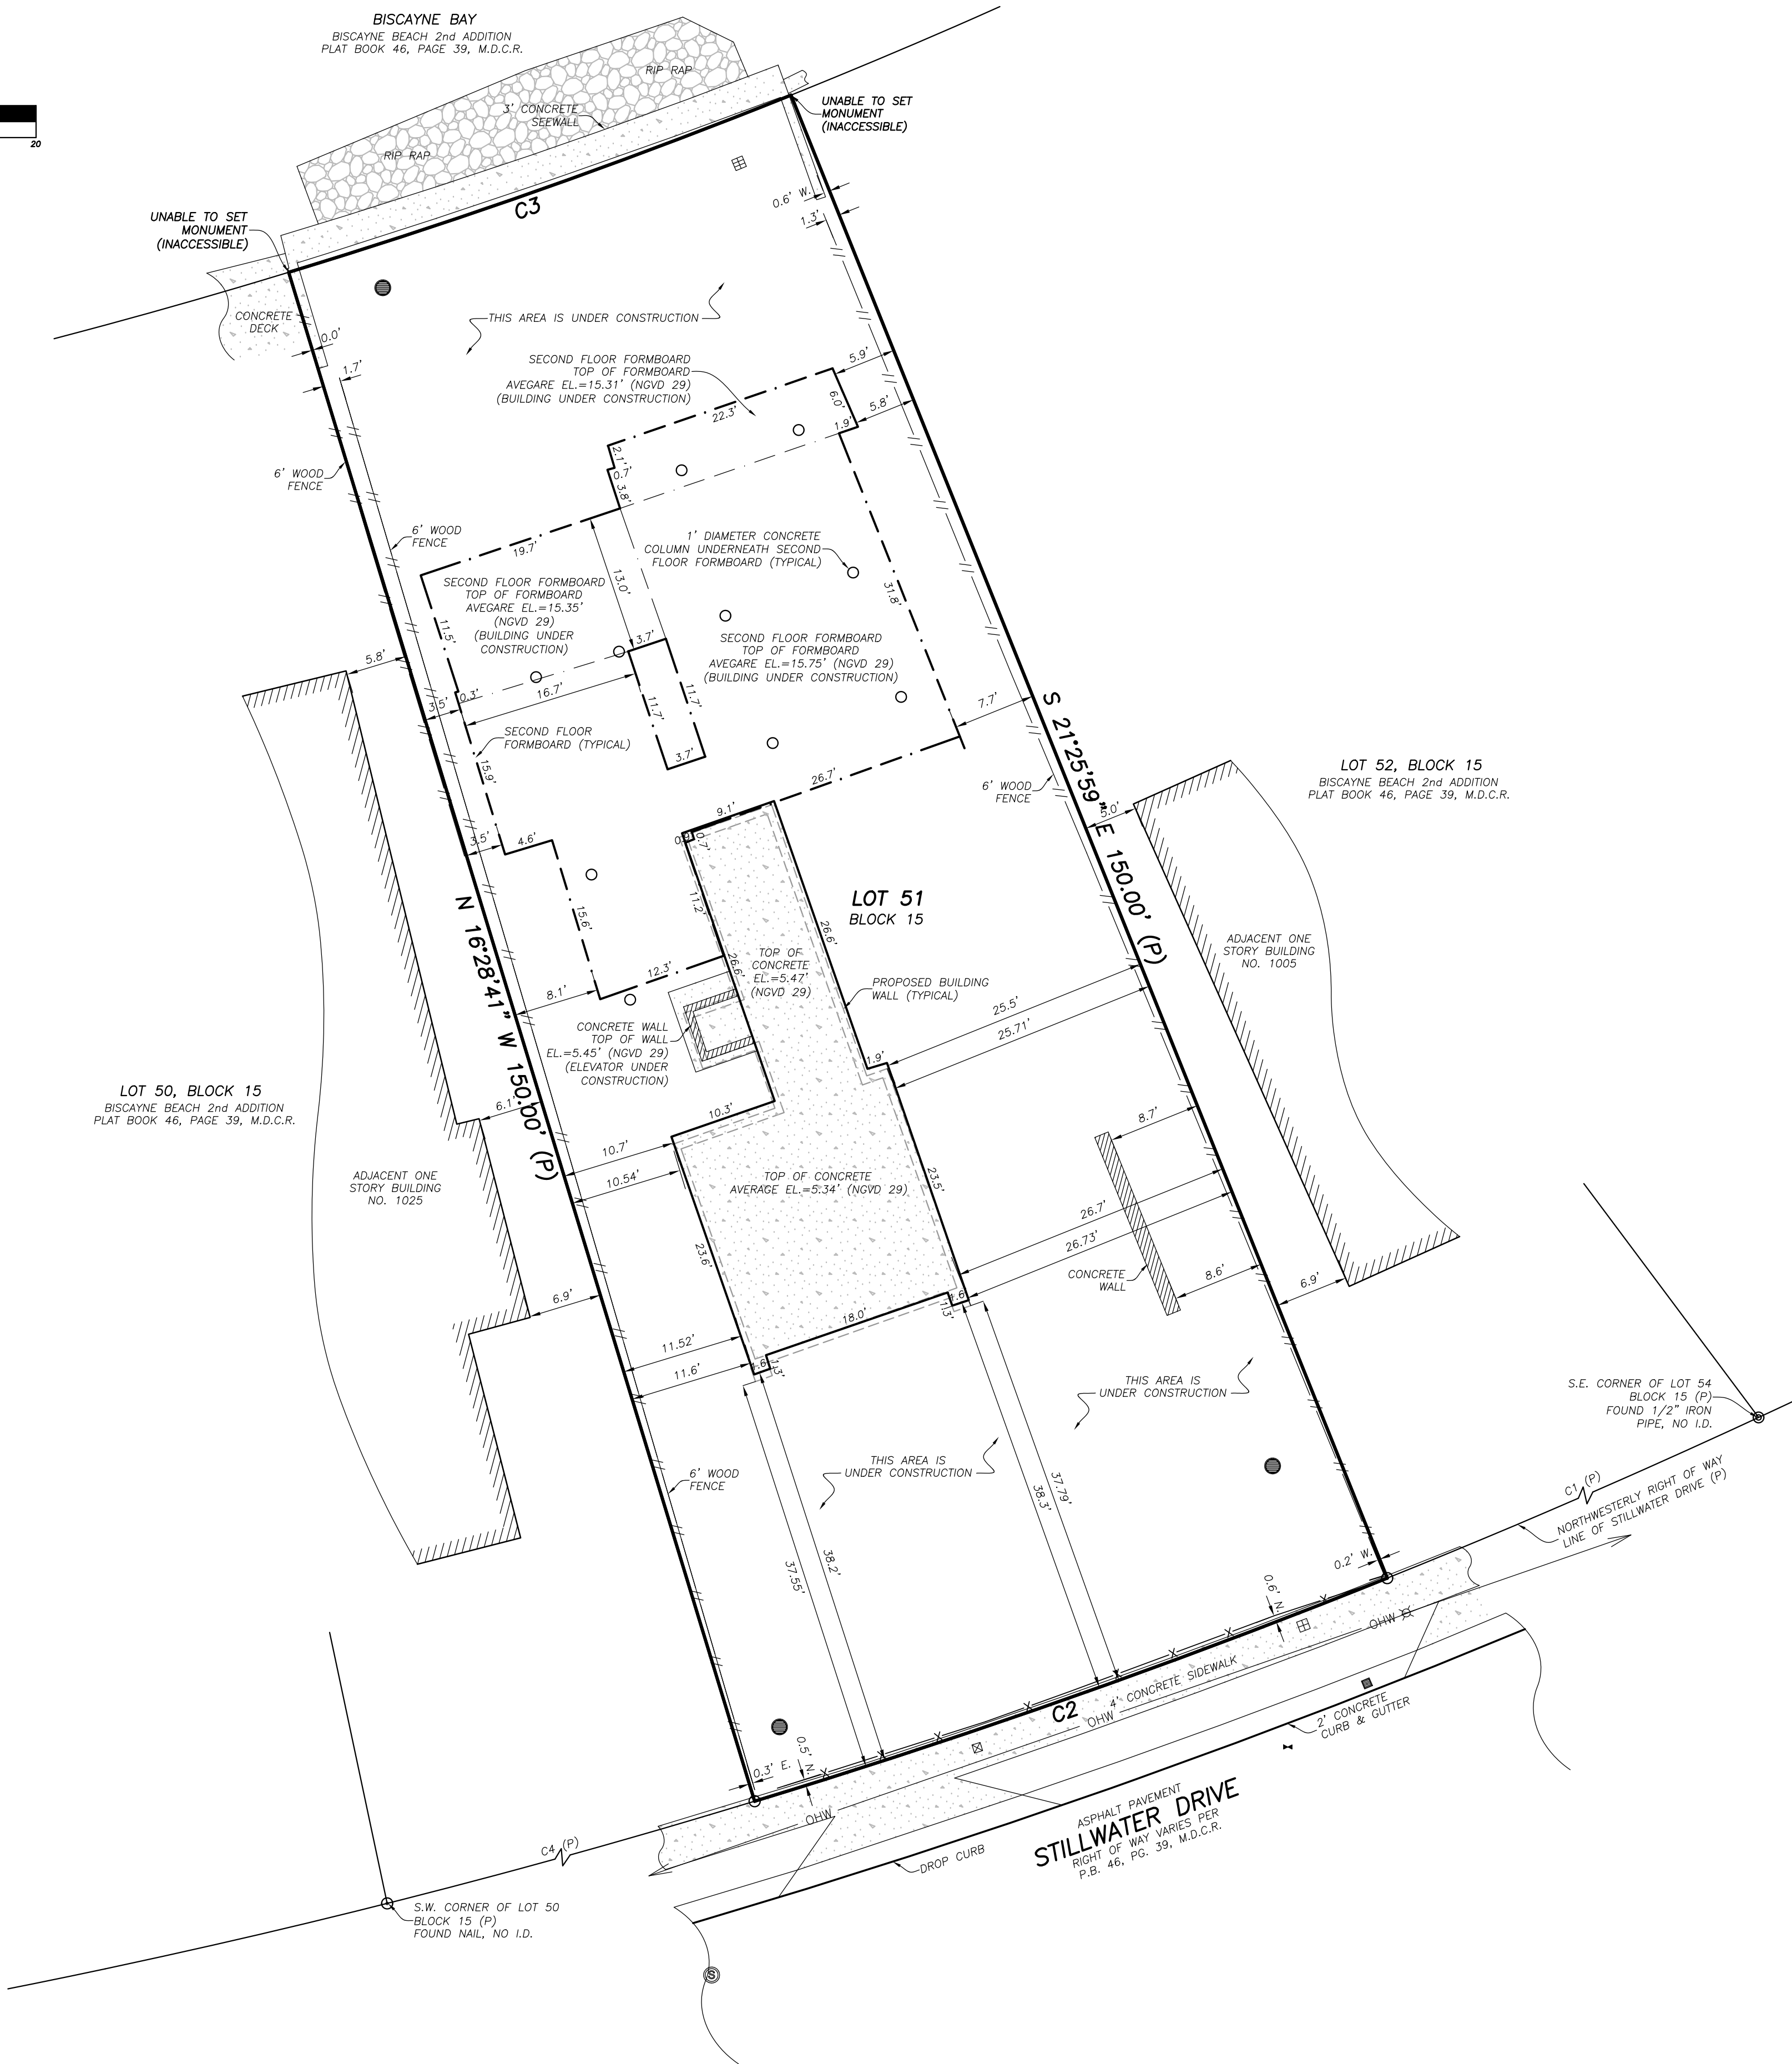 BISCAYNE BAY
BISCAYNE BEACH 2nd ADDITION
PLAT BOOK 46, PAGE 39, M.D.C.R.
20
RIP RAP
3' CONCRETE
SEEWALL
RIP RAP
UNABLE TO SET
MONUMENT
(INACCESSIBLE)
UNABLE TO SET
MONUMENT
(INACCESSIBLE)
C3
0.6' W.
1.3'
CONCRETE
DECK
0.0'
1.7'
THIS AREA IS UNDER CONSTRUCTION
SECOND FLOOR FORMBOARD
TOP OF FORMBOARD
AVEGARE EL.=15.31' (NGVD 29)
(BUILDING UNDER CONSTRUCTION)
5.9'
6.0'
5.8'
22.3'
1.9'
2.1'
0.7'
3.8'
6' WOOD
FENCE
6' WOOD
FENCE
19.7'
13.0'
1' DIAMETER CONCRETE
COLUMN UNDERNEATH SECOND
FLOOR FORMBOARD (TYPICAL)
31.8'
SECOND FLOOR FORMBOARD
TOP OF FORMBOARD
AVEGARE EL.=15.35'
(NGVD 29)
(BUILDING UNDER
CONSTRUCTION)
11.5'
3.7'
SECOND FLOOR FORMBOARD
TOP OF FORMBOARD
AVEGARE EL.=15.75' (NGVD 29)
(BUILDING UNDER CONSTRUCTION)
5.8'
0.3'
3.5'
16.7'
11.7'
11.7'
3.7'
7.7'
SECOND FLOOR
FORMBOARD (TYPICAL)
15.9'
26.7'
S 21°25'59" E 150.00' (P)
LOT 52, BLOCK 15
BISCAYNE BEACH 2nd ADDITION
PLAT BOOK 46, PAGE 39, M.D.C.R.
6' WOOD
FENCE
5.0'
9.1'
0.9'
0.7'
3.5'
4.6'
N 16°28'41" W 150.00' (P)
11.2'
15.6'
26.6'
LOT 51
BLOCK 15
26.6'
TOP OF
CONCRETE
EL.=5.47'
(NGVD 29)
12.3'
8.1'
PROPOSED BUILDING
WALL (TYPICAL)
ADJACENT ONE
STORY BUILDING
NO. 1005
25.5'
25.71'
CONCRETE WALL
TOP OF WALL
EL.=5.45' (NGVD 29)
(ELEVATOR UNDER
CONSTRUCTION)
1.9'
LOT 50, BLOCK 15
BISCAYNE BEACH 2nd ADDITION
PLAT BOOK 46, PAGE 39, M.D.C.R.
6.1'
10.3'
8.7'
10.7'
10.54'
ADJACENT ONE
STORY BUILDING
NO. 1025
TOP OF CONCRETE
AVERAGE EL.=5.34' (NGVD 29)
23.5'
26.7'
26.73'
23.6'
CONCRETE
WALL
8.6'
6.9'
6.9'
1.6'
1.3'
18.0'
11.52'
11.6'
1.6'
1.3'
THIS AREA IS
UNDER CONSTRUCTION
S.E. CORNER OF LOT 54
BLOCK 15 (P)
FOUND 1/2" IRON
PIPE, NO I.D.
THIS AREA IS
UNDER CONSTRUCTION
6' WOOD
FENCE
37.79'
38.3'
38.2'
37.55'
C1 (P)
NORTHWESTERLY RIGHT OF WAY
LINE OF STILLWATER DRIVE (P)
0.2' W.
0.6' N.
OHW
4' CONCRETE SIDEWALK
C2
OHW
2' CONCRETE
CURB & GUTTER
0.5' N.
0.3' E.
OHW
ASPHALT PAVEMENT
STILLWATER DRIVE
RIGHT OF WAY VARIES PER
P.B. 46, PG. 39, M.D.C.R.
DROP CURB
C4 (P)
S.W. CORNER OF LOT 50
BLOCK 15 (P)
FOUND NAIL, NO I.D.
S